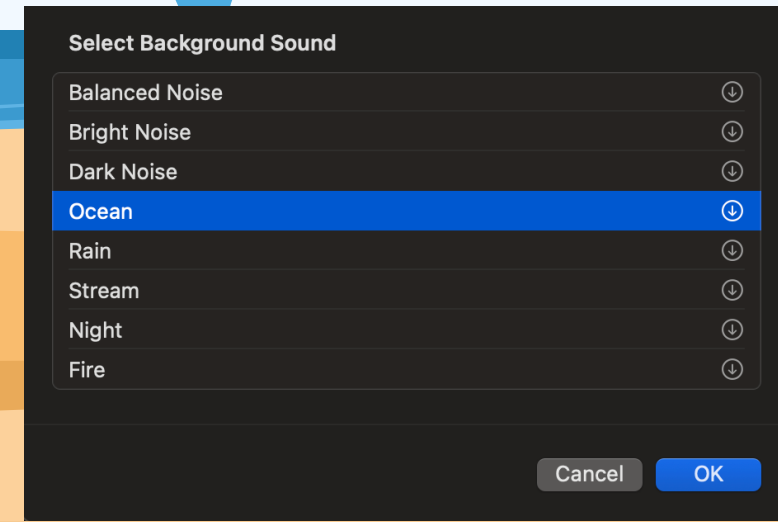 Select Background Sound
Balanced Noise
Bright Noise
Dark Noise
Ocean
Rain
Stream
Night
Fire
Cancel OK